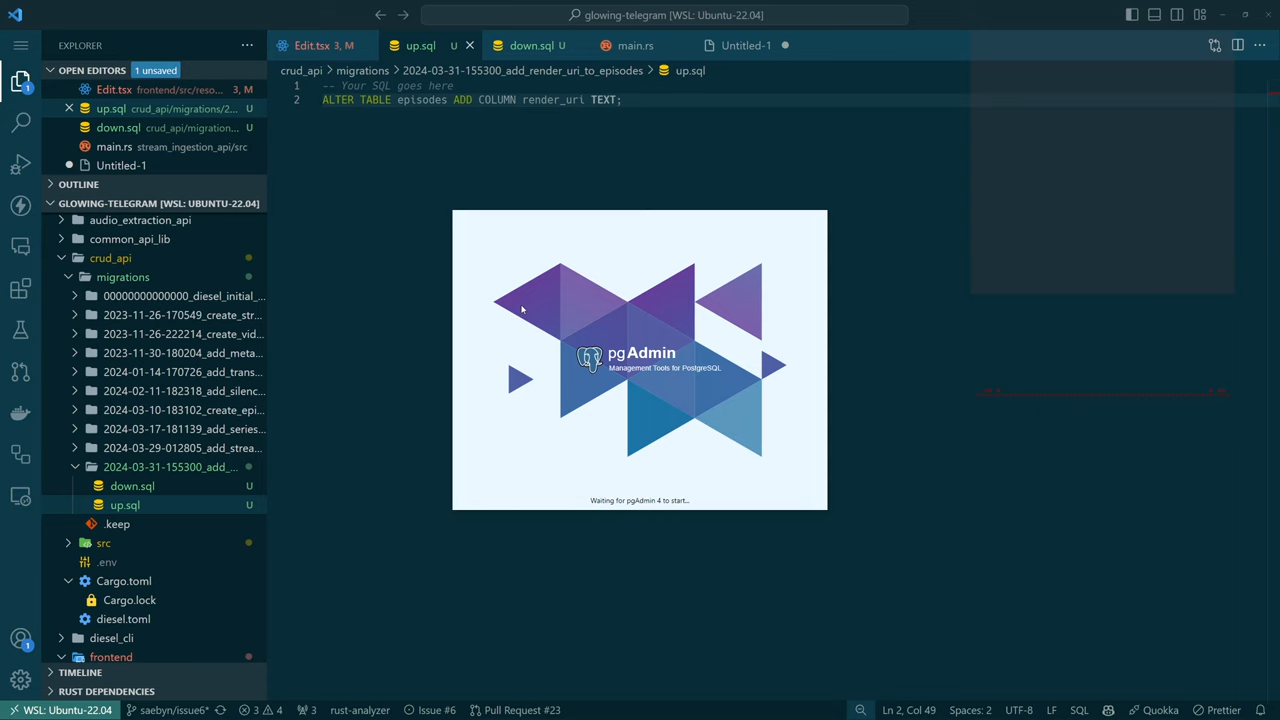 glowing-telegram [WSL: Ubuntu-22.04]
EXPLORER
Edit.tsx 3, M
up.sql U
down.sql U
main.rs
Untitled-1
OPEN EDITORS 1 unsaved
Edit.tsx frontend/src/reso... 3, M
up.sql crud_api/migrations/2... U
down.sql crud_api/migration... U
main.rs stream_ingestion_api/src
Untitled-1
OUTLINE
GLOWING-TELEGRAM [WSL: UBUNTU-22.04]
audio_extraction_api
common_api_lib
crud_api
migrations
00000000000000_diesel_initial_...
2023-11-26-170549_create_str...
2023-11-26-222214_create_vid...
2023-11-30-180204_add_meta...
2024-01-14-170726_add_trans...
2024-02-11-182318_add_silenc...
2024-03-10-183102_create_epi...
2024-03-17-181139_add_series...
2024-03-29-012805_add_strea...
2024-03-31-155300_add_...
down.sql U
up.sql U
.keep
src
.env
Cargo.toml
Cargo.lock
diesel.toml
diesel_cli
frontend
TIMELINE
RUST DEPENDENCIES
crud_api > migrations > 2024-03-31-155300_add_render_uri_to_episodes > up.sql
1 -- Your SQL goes here
2 ALTER TABLE episodes ADD COLUMN render_uri TEXT;
pgAdmin
Management Tools for PostgreSQL
Waiting for pgAdmin 4 to start...
1
1
WSL: Ubuntu-22.04 saebyn/issue6* 3 4 3 rust-analyzer Issue #6 Pull Request #23 Ln 2, Col 49 Spaces: 2 UTF-8 LF SQL Quokka Prettier